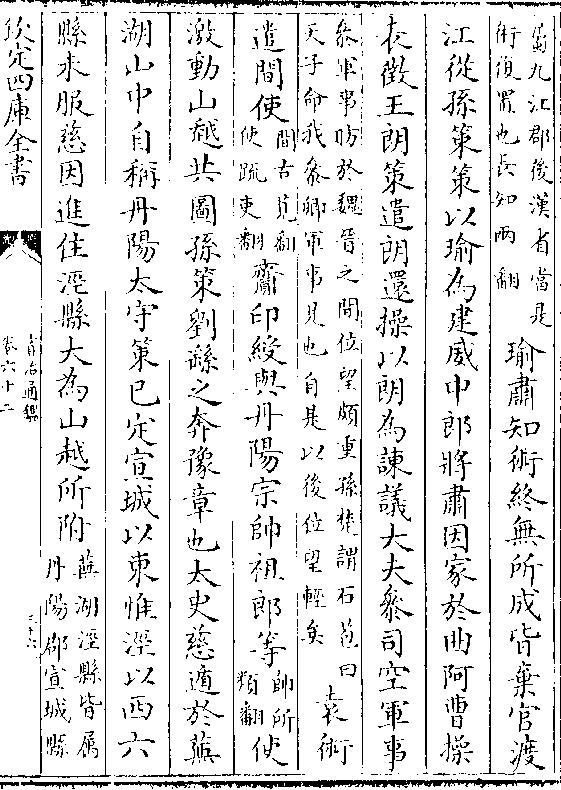 屬九江郡後漢省當是
術復置也長知兩翻
瑜肅知術終無所成皆棄官渡
江從孫策策以瑜為建威中郎將肅因家於曲阿曹操
表徵王朗策遣朗還操以朗為諫議大夫叅司空軍事
叅軍事昉於魏晉之間位望頗重孫楚謂石苞曰
天子命我叅卿軍事見也自是以後位望輕矣
袁術
遣間使
間古莧翻
使疏吏翻
齎印綬與丹陽宗帥祖郎等
帥所
類翻
使
激動山越共圖孫策劉繇之奔豫章也太史慈遁於蕪
湖山中自稱丹陽太守策已定宣城以東惟涇以西六
縣未服慈因進住涇縣大為山越所附
蕪湖涇縣皆屬
丹陽郡宣城縣
欽定四庫全書
資治通鑑
卷六十二
三十六